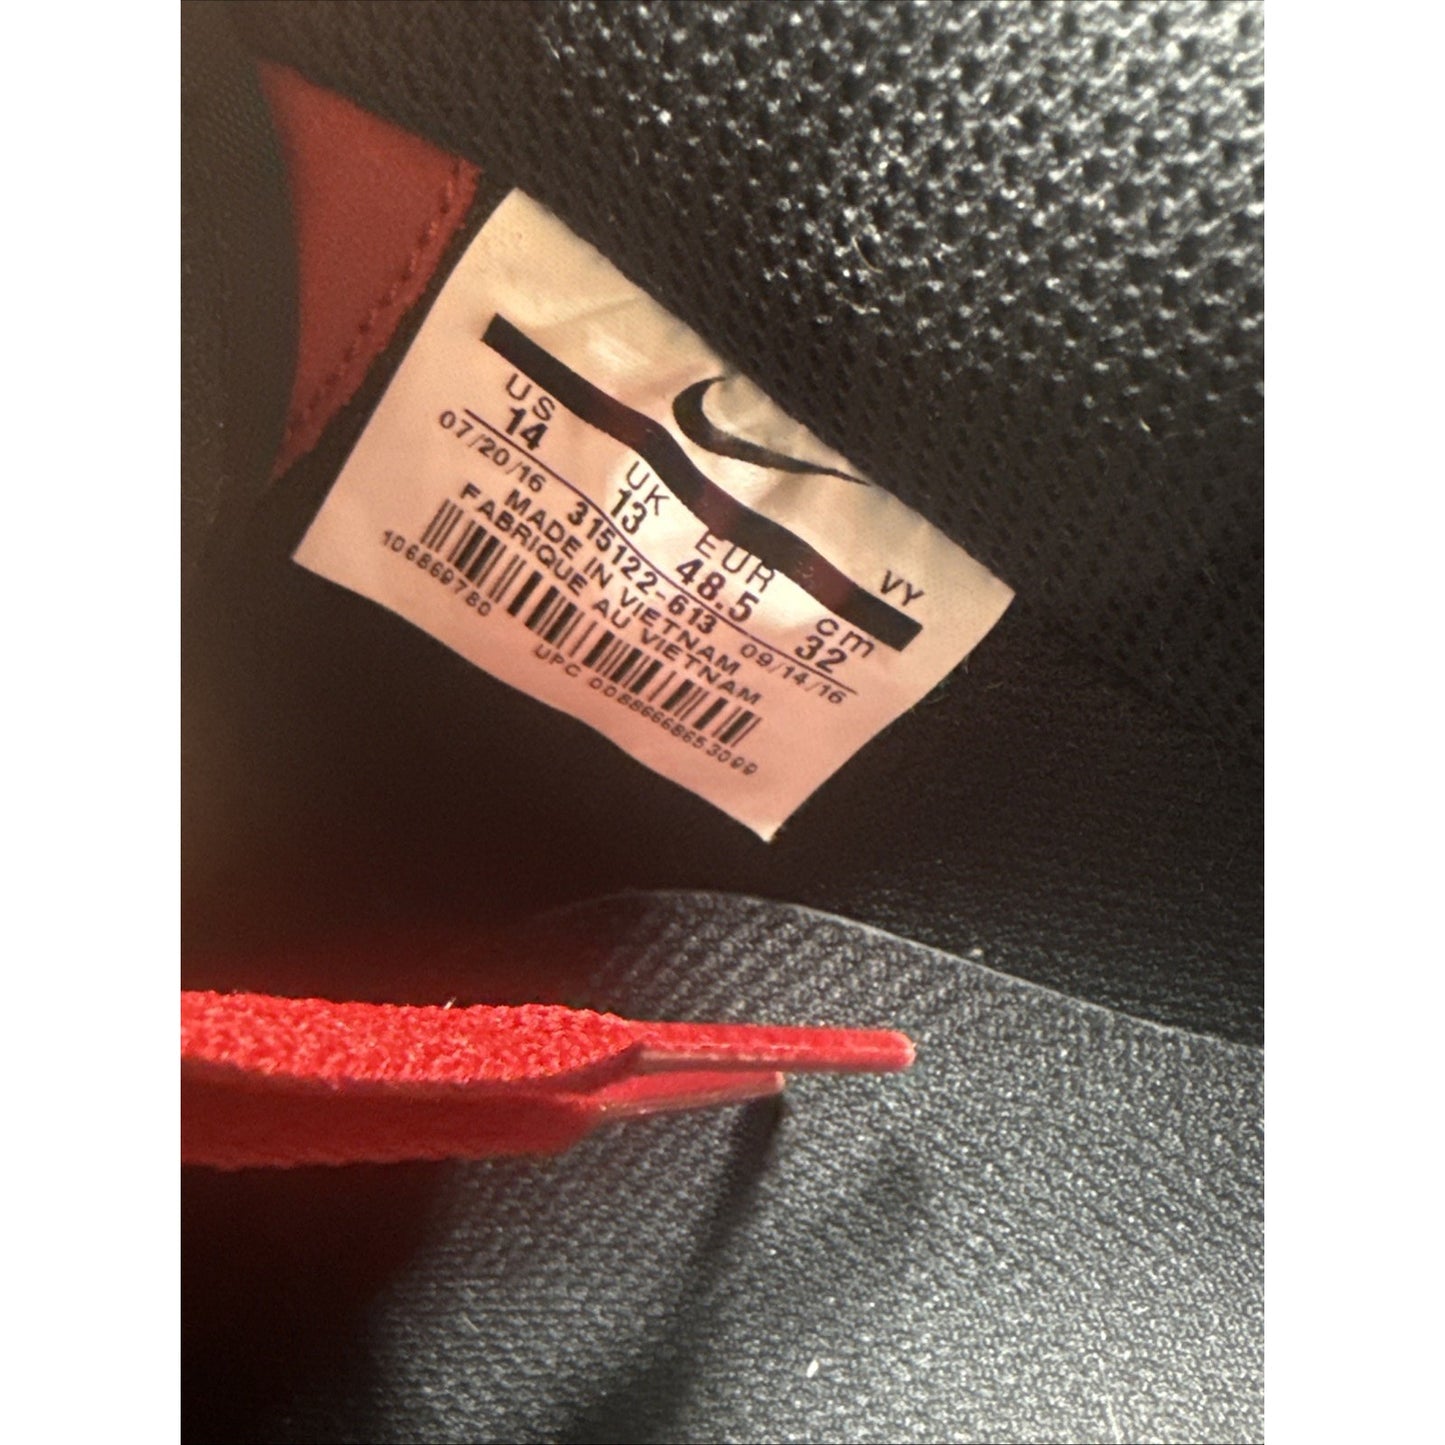 VY
US UK EUR cm
14 13 48.5 32
07/20/16 315122-613 09/14/16
MADE IN VIETNAM
FABRIQUE AU VIETNAM
106869780
UPC 00886668653099